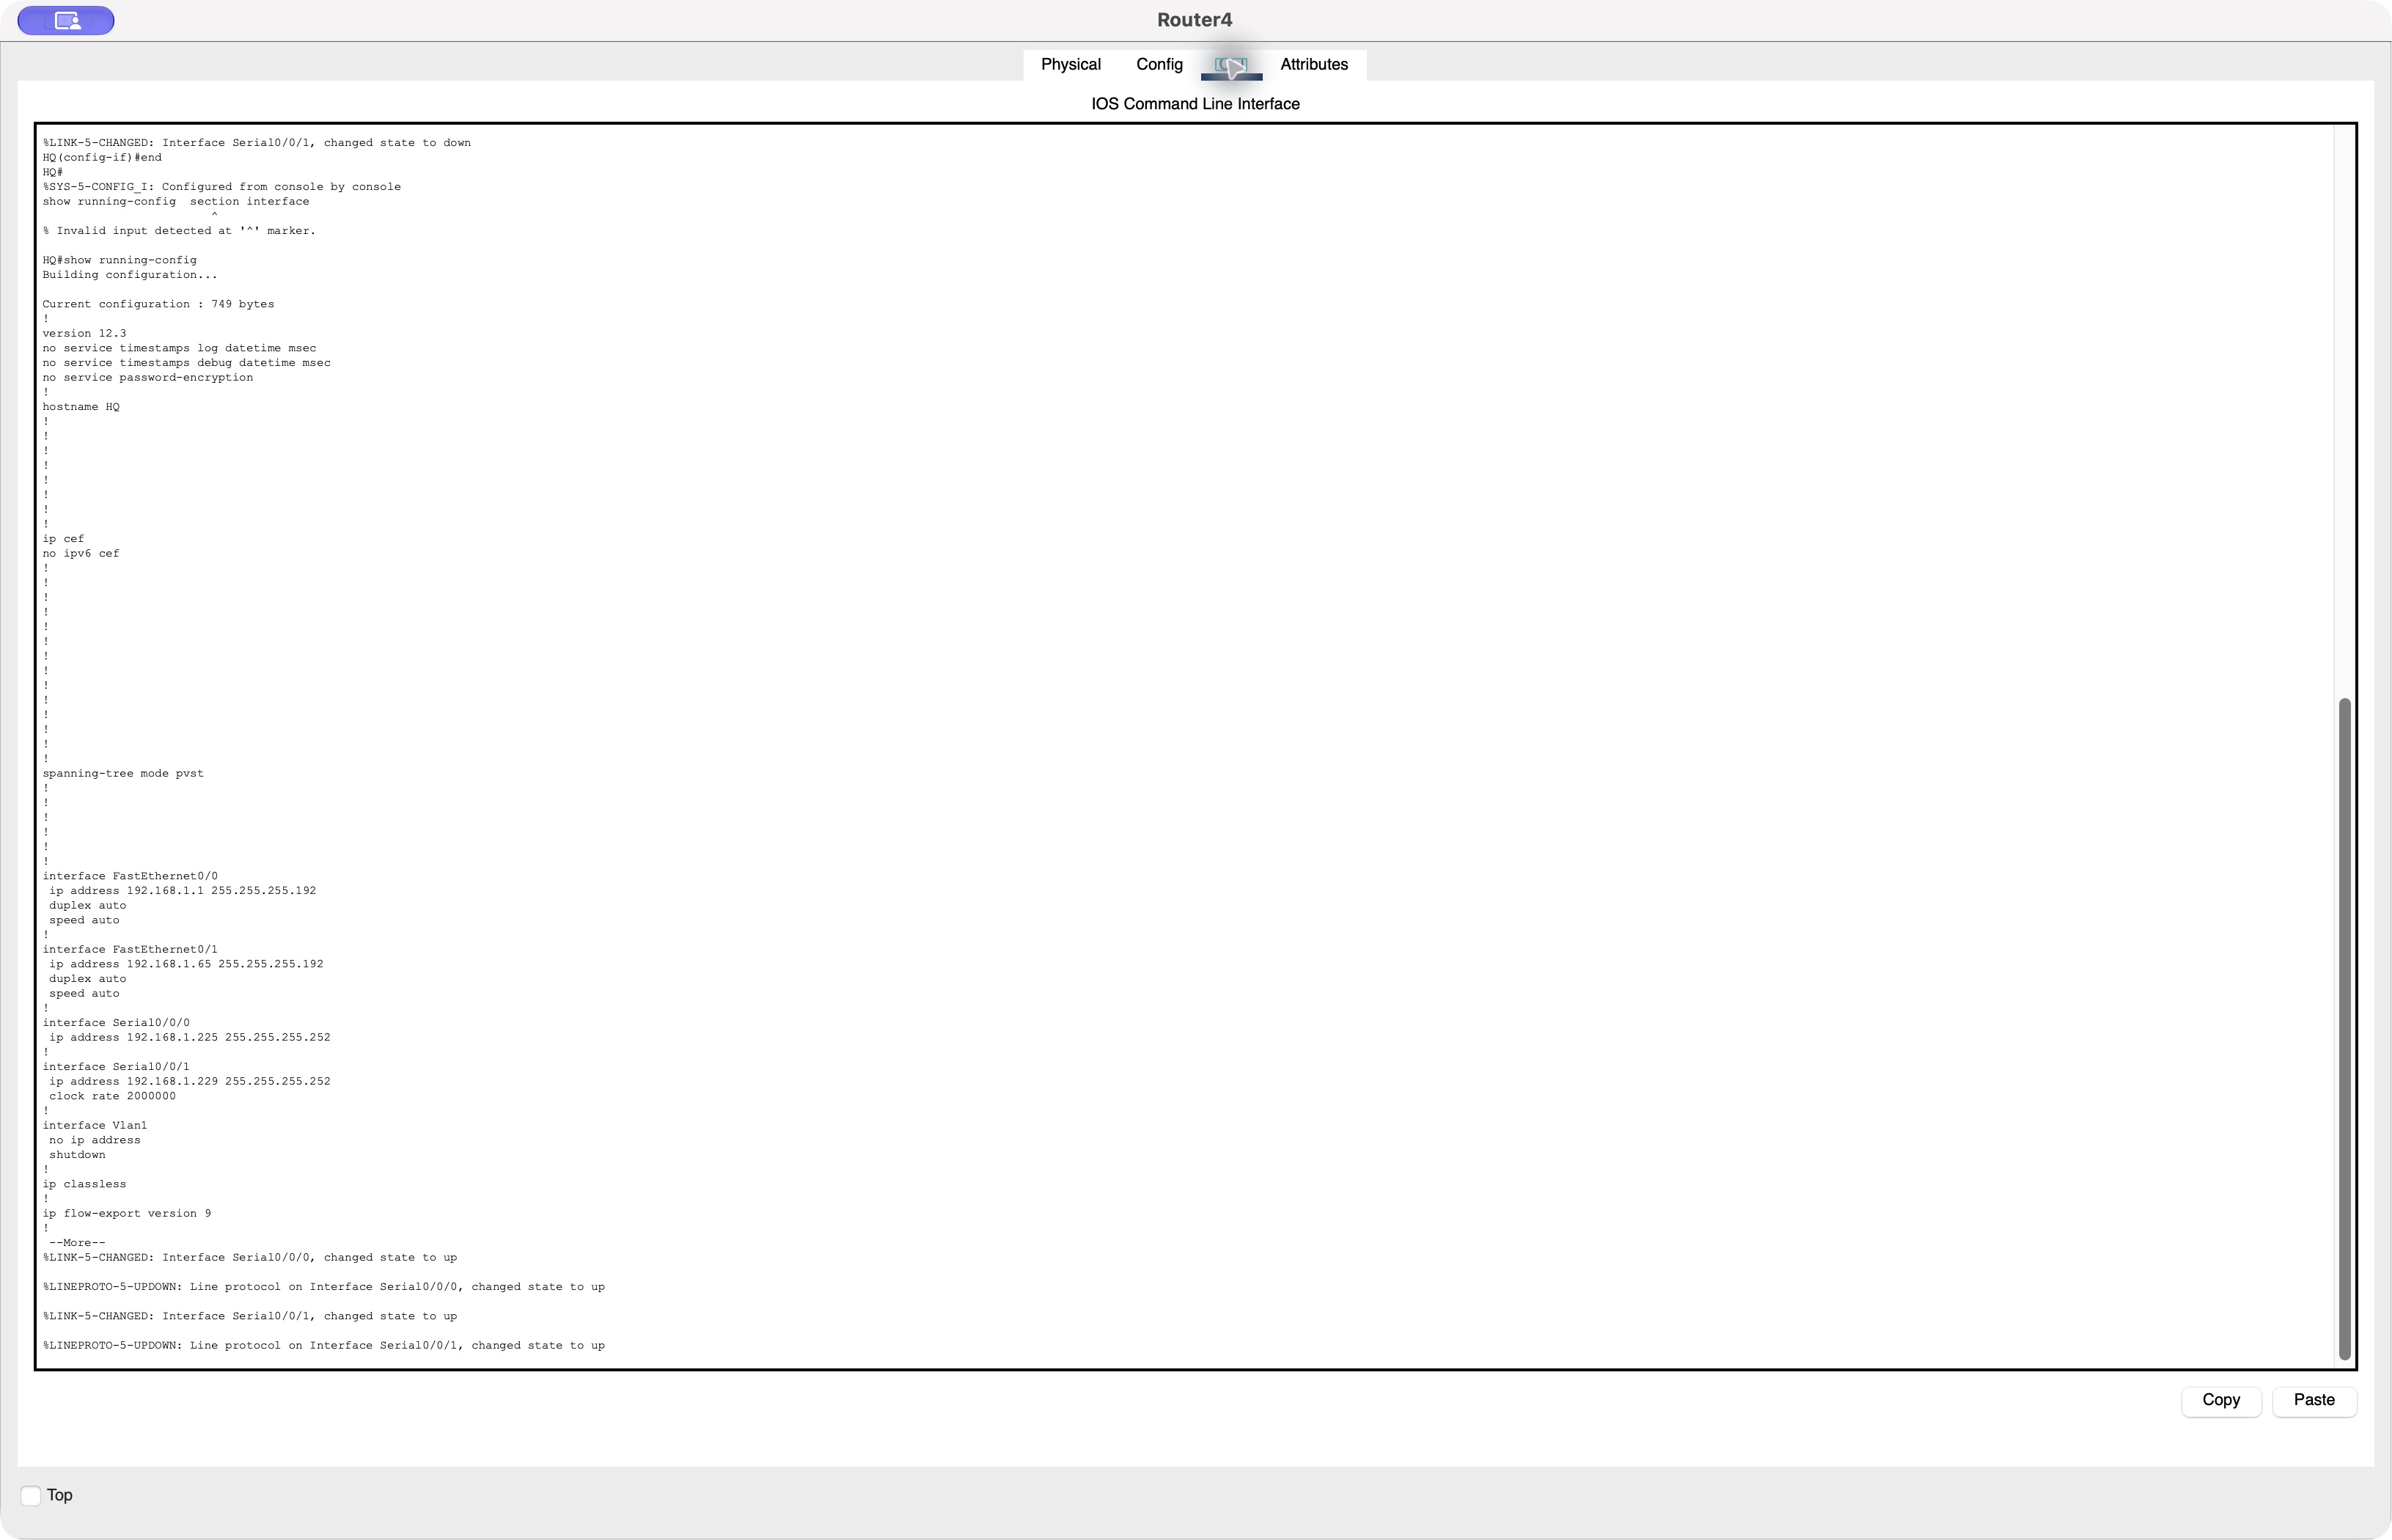 Router4
Physical Config Attributes
IOS Command Line Interface
%LINK-5-CHANGED: Interface Serial0/0/1, changed state to down
HQ(config-if)#end
HQ#
%SYS-5-CONFIG_I: Configured from console by console
show running-config  section interface
^
% Invalid input detected at '^' marker.
HQ#show running-config
Building configuration...
Current configuration : 749 bytes
!
version 12.3
no service timestamps log datetime msec
no service timestamps debug datetime msec
no service password-encryption
!
hostname HQ
!
!
!
!
!
!
!
!
ip cef
no ipv6 cef
!
!
!
!
!
!
!
!
!
!
!
!
!
!
spanning-tree mode pvst
!
!
!
!
!
!
interface FastEthernet0/0
 ip address 192.168.1.1 255.255.255.192
 duplex auto
 speed auto
!
interface FastEthernet0/1
 ip address 192.168.1.65 255.255.255.192
 duplex auto
 speed auto
!
interface Serial0/0/0
 ip address 192.168.1.225 255.255.255.252
!
interface Serial0/0/1
 ip address 192.168.1.229 255.255.255.252
 clock rate 2000000
!
interface Vlan1
 no ip address
 shutdown
!
ip classless
!
ip flow-export version 9
!
 --More--
%LINK-5-CHANGED: Interface Serial0/0/0, changed state to up
%LINEPROTO-5-UPDOWN: Line protocol on Interface Serial0/0/0, changed state to up
%LINK-5-CHANGED: Interface Serial0/0/1, changed state to up
%LINEPROTO-5-UPDOWN: Line protocol on Interface Serial0/0/1, changed state to up
Copy Paste
Top